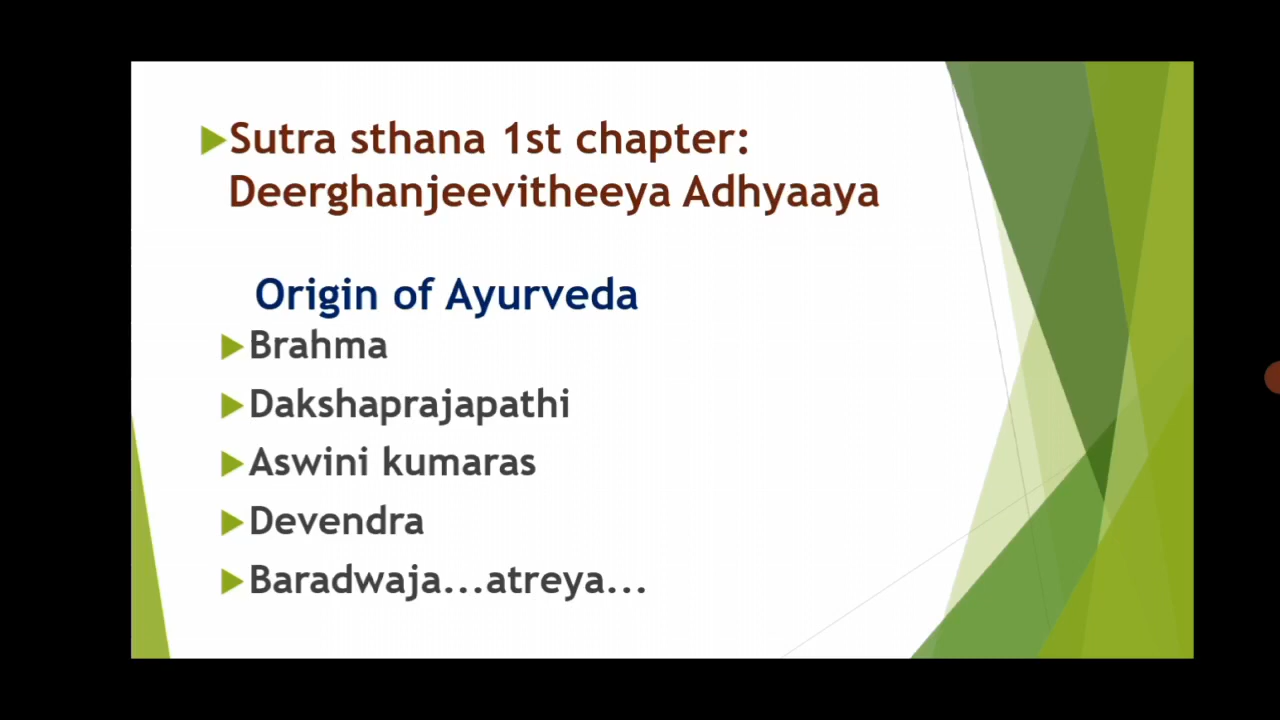 Sutra sthana 1st chapter:
Deerghanjeevitheeya Adhyaaya
Origin of Ayurveda
Brahma
Dakshaprajapathi
Aswini kumaras
Devendra
Baradwaja...atreya...